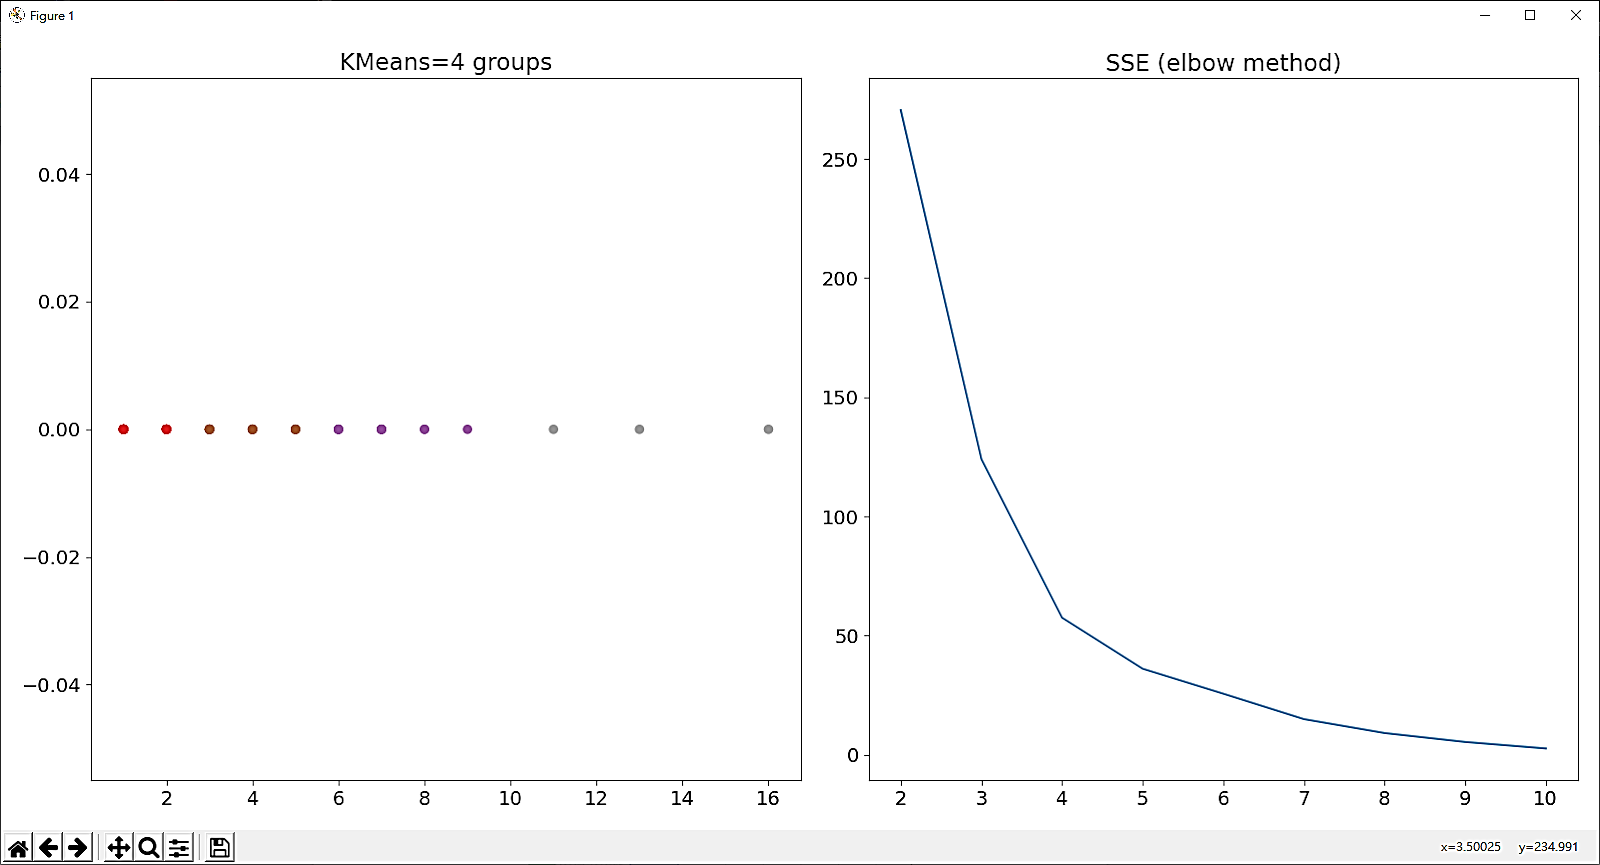 Figure 1
KMeans=4 groups
0.04
0.02
0.00
−0.02
−0.04
2 4 6 8 10 12 14 16
SSE (elbow method)
250
200
150
100
50
0
2 3 4 5 6 7 8 9 10
x=3.50025 y=234.991